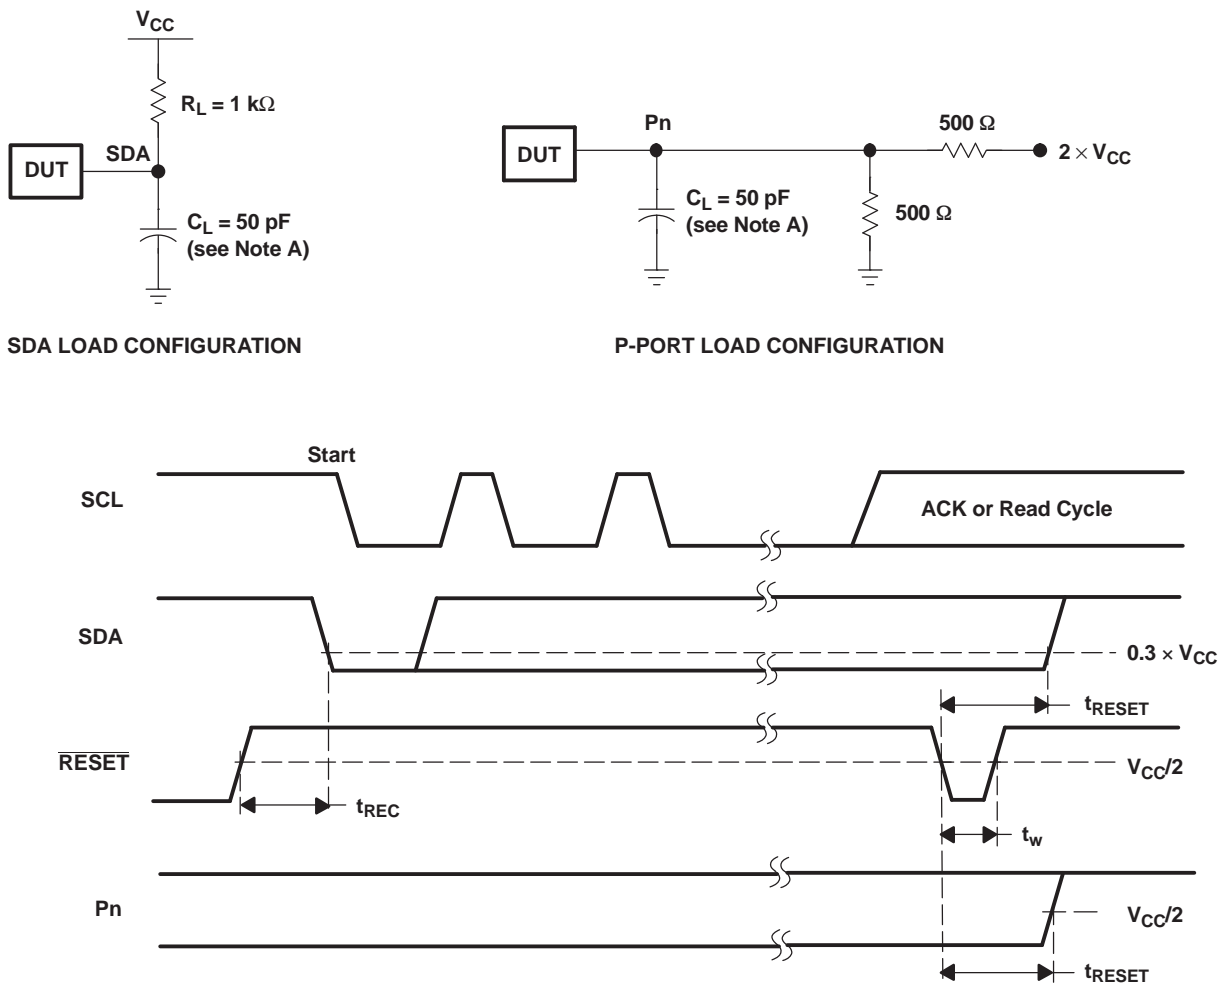 VCC
RL = 1 kΩ
DUT
SDA
CL = 50 pF
(see Note A)
SDA LOAD CONFIGURATION
DUT
Pn
500 Ω
2 × VCC
CL = 50 pF
(see Note A)
500 Ω
P-PORT LOAD CONFIGURATION
Start
SCL
ACK or Read Cycle
SDA
0.3 × VCC
tRESET
RESET
VCC/2
tREC
tw
Pn
VCC/2
tRESET